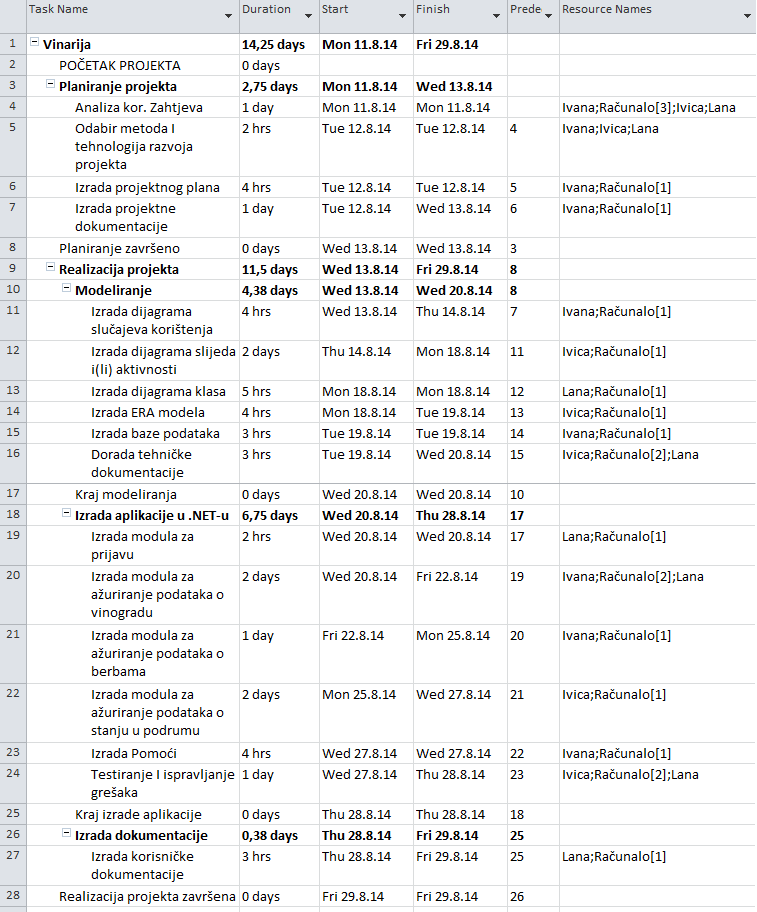 Task Name Duration Start Finish Prede Resource Names
1 Vinarija 14,25 days Mon 11.8.14 Fri 29.8.14
2 POČETAK PROJEKTA 0 days
3 Planiranje projekta 2,75 days Mon 11.8.14 Wed 13.8.14
4 Analiza kor. Zahtjeva 1 day Mon 11.8.14 Mon 11.8.14 Ivana;Računalo[3];Ivica;Lana
5 Odabir metoda I 2 hrs Tue 12.8.14 Tue 12.8.14 4 Ivana;Ivica;Lana
tehnologija razvoja
projekta
6 Izrada projektnog plana 4 hrs Tue 12.8.14 Tue 12.8.14 5 Ivana;Računalo[1]
7 Izrada projektne 1 day Tue 12.8.14 Wed 13.8.14 6 Ivana;Računalo[1]
dokumentacije
8 Planiranje završeno 0 days Wed 13.8.14 Wed 13.8.14 3
9 Realizacija projekta 11,5 days Wed 13.8.14 Fri 29.8.14 8
10 Modeliranje 4,38 days Wed 13.8.14 Wed 20.8.14 8
11 Izrada dijagrama 4 hrs Wed 13.8.14 Thu 14.8.14 7 Ivana;Računalo[1]
slučajeva korištenja
12 Izrada dijagrama slijeda 2 days Thu 14.8.14 Mon 18.8.14 11 Ivica;Računalo[1]
i(li) aktivnosti
13 Izrada dijagrama klasa 5 hrs Mon 18.8.14 Mon 18.8.14 12 Lana;Računalo[1]
14 Izrada ERA modela 4 hrs Mon 18.8.14 Tue 19.8.14 13 Ivica;Računalo[1]
15 Izrada baze podataka 3 hrs Tue 19.8.14 Tue 19.8.14 14 Ivana;Računalo[1]
16 Dorada tehničke 3 hrs Tue 19.8.14 Wed 20.8.14 15 Ivica;Računalo[2];Lana
dokumentacije
17 Kraj modeliranja 0 days Wed 20.8.14 Wed 20.8.14 10
18 Izrada aplikacije u .NET-u 6,75 days Wed 20.8.14 Thu 28.8.14 17
19 Izrada modula za 2 hrs Wed 20.8.14 Wed 20.8.14 17 Lana;Računalo[1]
prijavu
20 Izrada modula za 2 days Wed 20.8.14 Fri 22.8.14 19 Ivana;Računalo[2];Lana
ažuriranje podataka o
vinogradu
21 Izrada modula za 1 day Fri 22.8.14 Mon 25.8.14 20 Ivana;Računalo[1]
ažuriranje podataka o
berbama
22 Izrada modula za 2 days Mon 25.8.14 Wed 27.8.14 21 Ivica;Računalo[1]
ažuriranje podataka o
stanju u podrumu
23 Izrada Pomoći 4 hrs Wed 27.8.14 Wed 27.8.14 22 Ivana;Računalo[1]
24 Testiranje I ispravljanje 1 day Wed 27.8.14 Thu 28.8.14 23 Ivica;Računalo[2];Lana
grešaka
25 Kraj izrade aplikacije 0 days Thu 28.8.14 Thu 28.8.14 18
26 Izrada dokumentacije 0,38 days Thu 28.8.14 Fri 29.8.14 25
27 Izrada korisničke 3 hrs Thu 28.8.14 Fri 29.8.14 25 Lana;Računalo[1]
dokumentacije
28 Realizacija projekta završena 0 days Fri 29.8.14 Fri 29.8.14 26